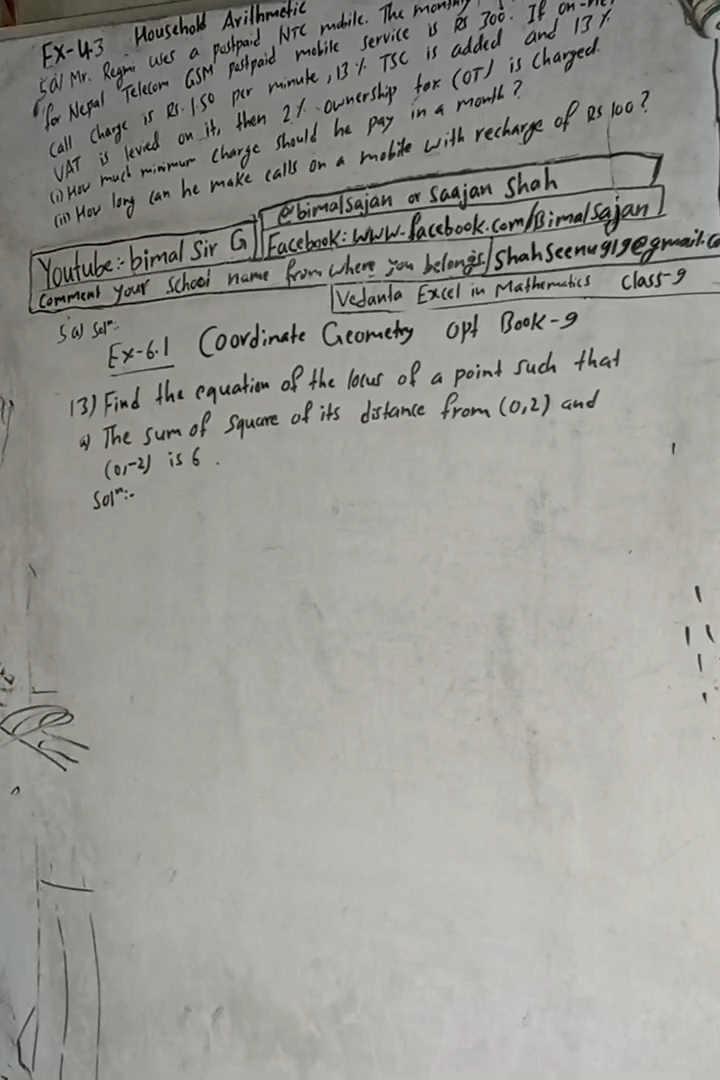 Ex-4.3 Household Arithmetic
5a) Mr. Regmi uses a postpaid NTC mobile. The monthly
for Nepal Telecom GSM postpaid mobile service is Rs 300. If on-net
call charge is Rs. 1.50 per minute, 13% TSC is added and 13%
VAT is levied on it, then 2% ownership tax (OT) is charged.
(i) How much minimum charge should he pay in a month?
(ii) How long can he make calls on a mobile with recharge of Rs 100?
@bimalsajan or Saajan Shah
Youtube:- bimal Sir G
Facebook: www.facebook.com/Bimalsajan
Comment your school name from where you belongs
Shahseenu919@gmail.co
Vedanta Excel in Mathematics Class-9
5 a) Solⁿ:
Ex-6.1 Coordinate Geometry opt Book-9
13) Find the equation of the locus of a point such that
a) The sum of square of its distance from (0,2) and
(0,-2) is 6.
Solⁿ:-